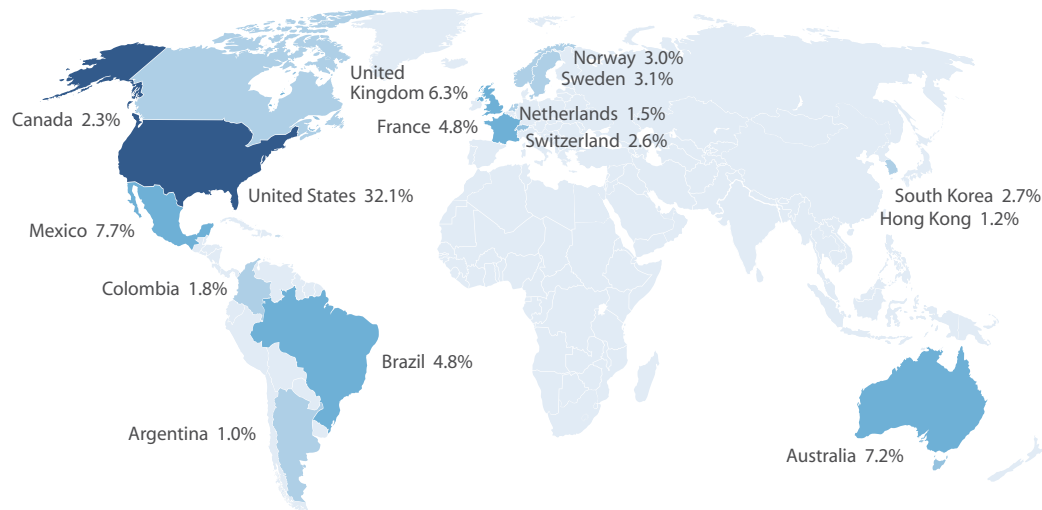 Norway 3.0%
Sweden 3.1%
United
Kingdom 6.3%
Netherlands 1.5%
Canada 2.3%
France 4.8%
Switzerland 2.6%
United States 32.1%
South Korea 2.7%
Hong Kong 1.2%
Mexico 7.7%
Colombia 1.8%
Brazil 4.8%
Argentina 1.0%
Australia 7.2%